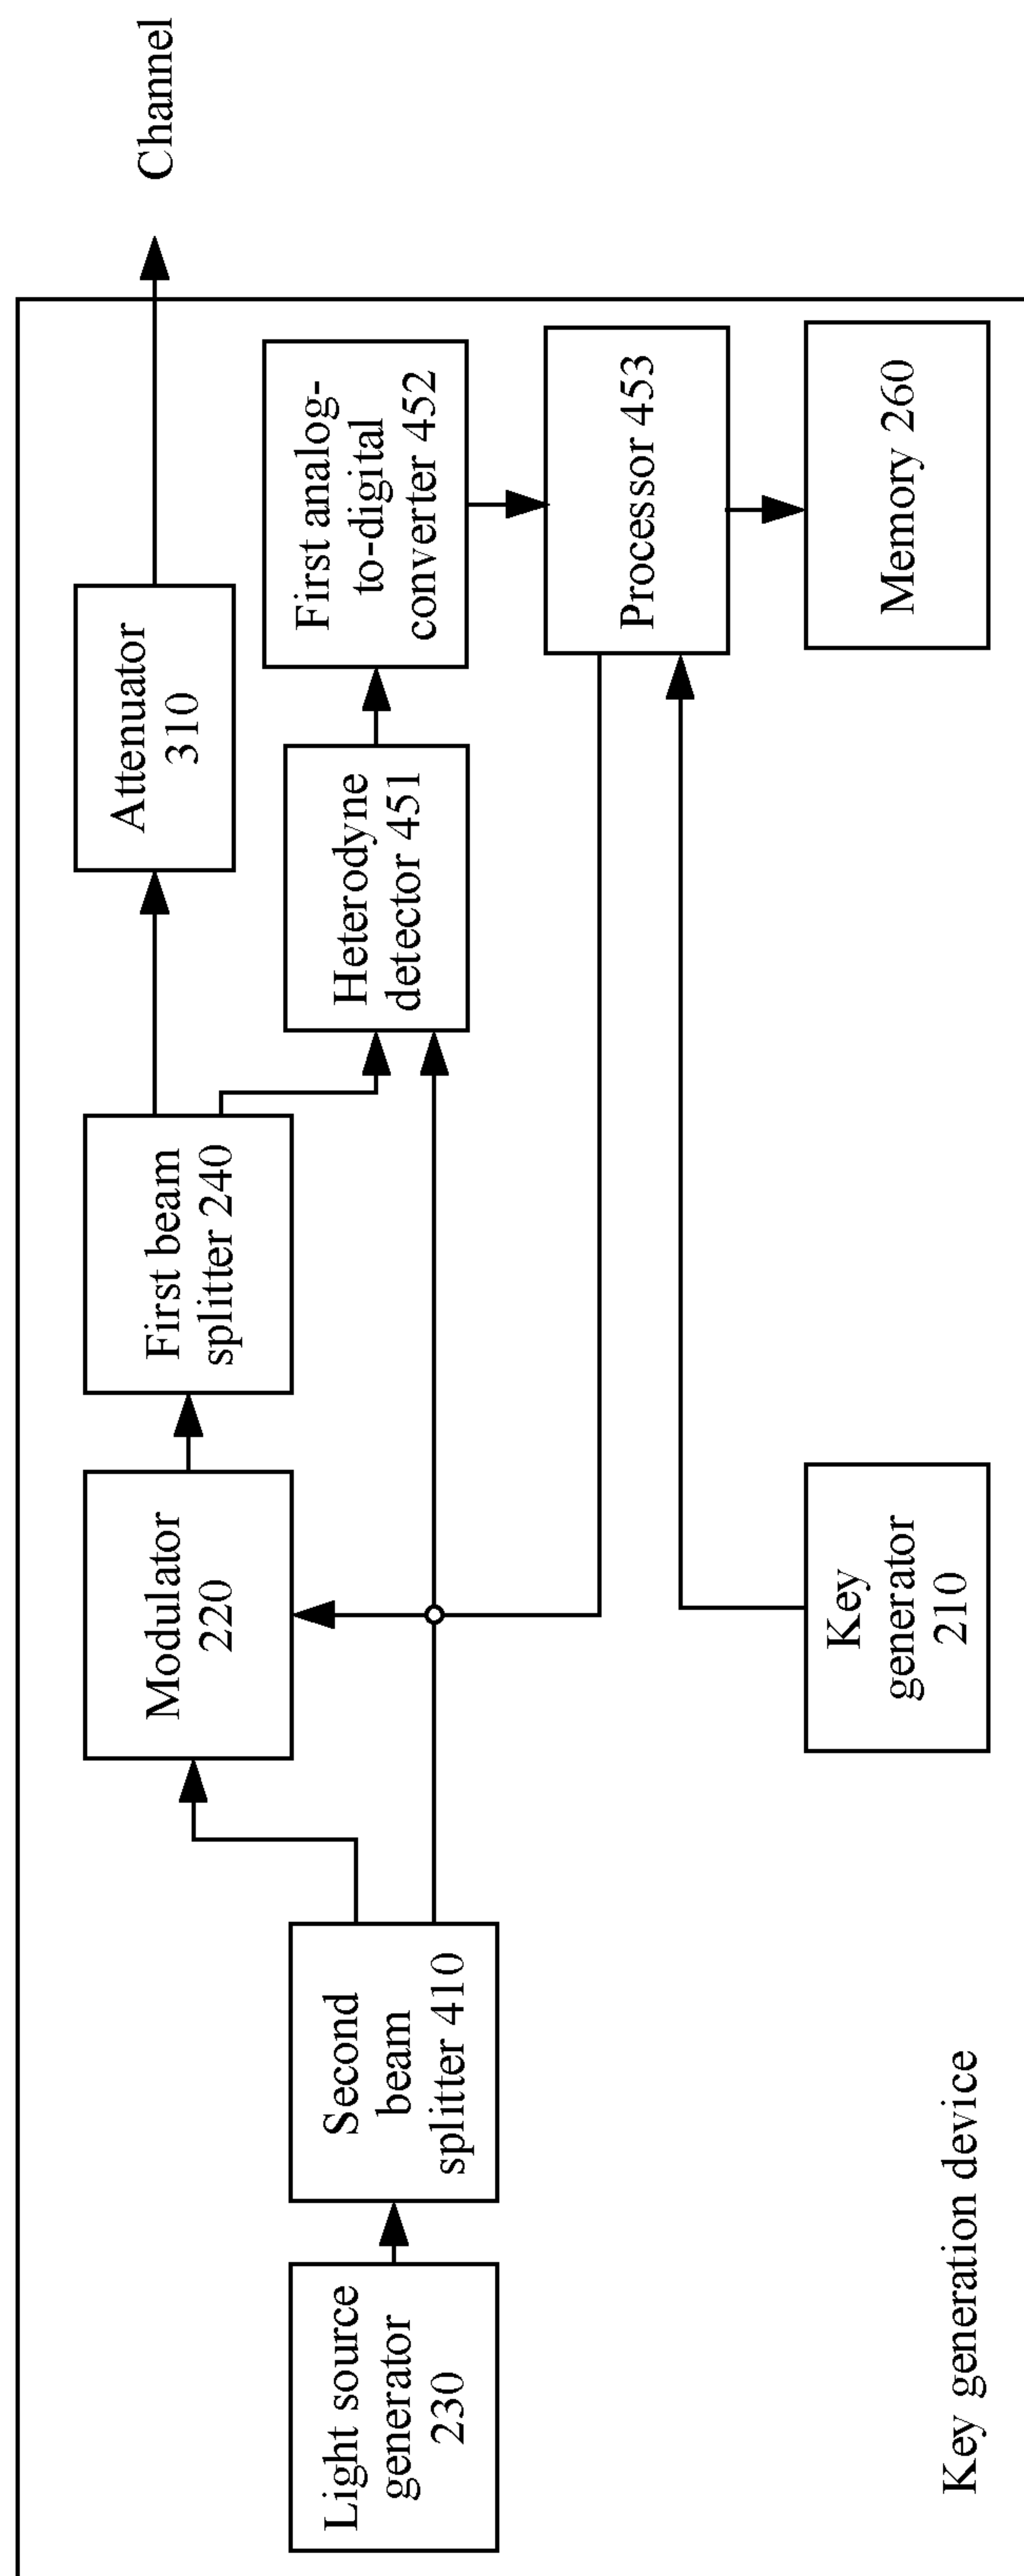 Channel
Attenuator
310
First analog-
to-digital
converter 452
Heterodyne
detector 451
Processor 453
Memory 260
First beam
splitter 240
Modulator
220
Key
generator
210
Second
beam
splitter 410
Light source
generator
230
Key generation device